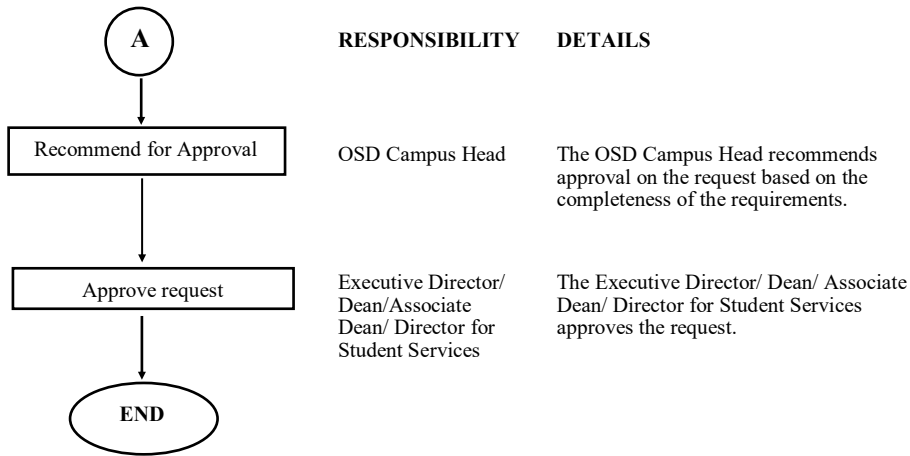 A
RESPONSIBILITY
DETAILS
Recommend for Approval
OSD Campus Head
The OSD Campus Head recommends
approval on the request based on the
completeness of the requirements.
Approve request
Executive Director/
Dean/Associate
Dean/ Director for
Student Services
The Executive Director/ Dean/ Associate
Dean/ Director for Student Services
approves the request.
END